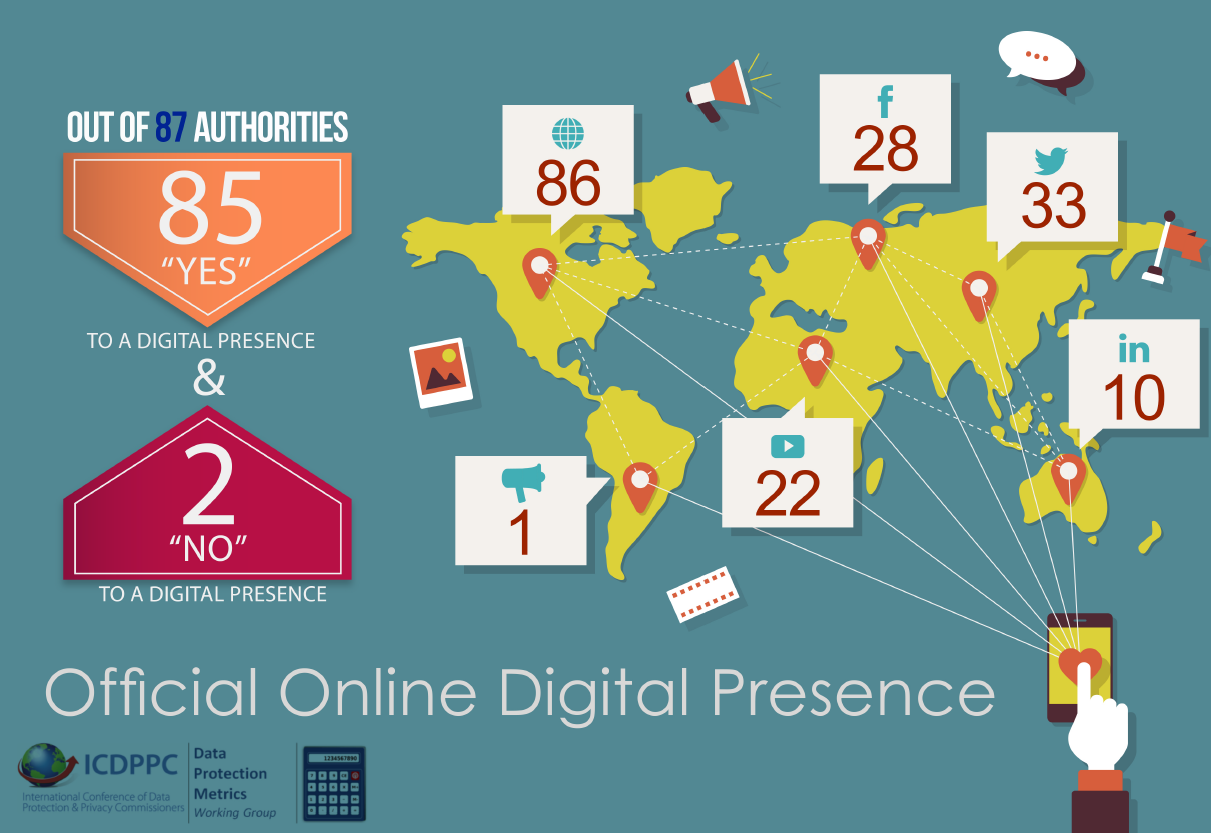 OUT OF 87 AUTHORITIES
85
“YES”
TO A DIGITAL PRESENCE
&
2
“NO”
TO A DIGITAL PRESENCE
86
f
28
33
in
10
22
1
Official Online Digital Presence
ICDPPC
International Conference of Data
Protection & Privacy Commissioners
Data
Protection
Metrics
Working Group
1234567890